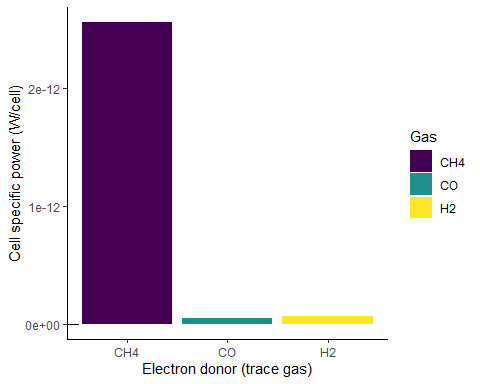 Cell specific power (W/cell)
2e-12
1e-12
0e+00
CH4 CO H2
Electron donor (trace gas)
Gas
CH4
CO
H2